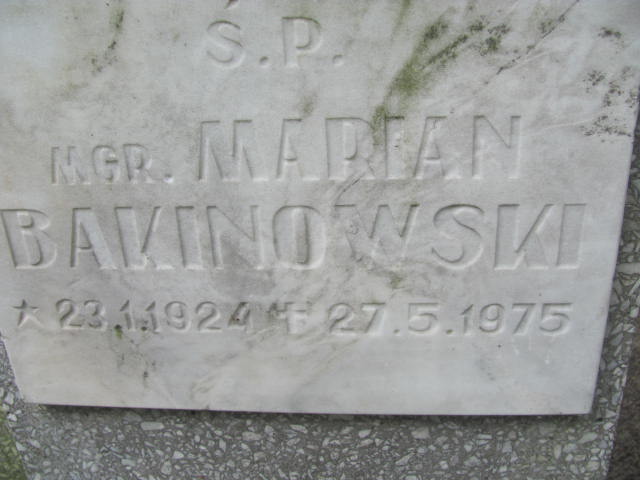 Ś.P.
MGR. MARIAN
BAKINOWSKI
* 23.1.1924 † 27.5.1975